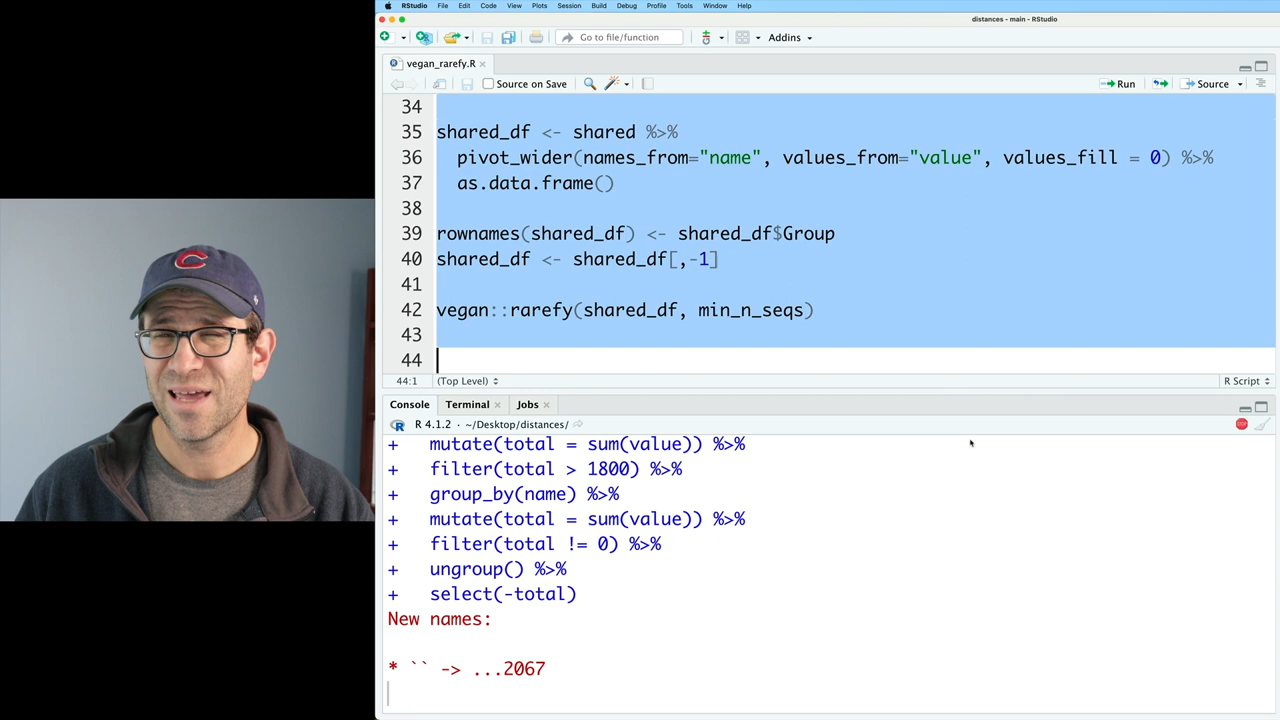 RStudio File Edit Code View Plots Session Build Debug Profile Tools Window Help
distances - main - RStudio
Go to file/function Addins
vegan_rarefy.R
Source on Save Run Source
34
35 shared_df <- shared %>%
36 pivot_wider(names_from="name", values_from="value", values_fill = 0) %>%
37 as.data.frame()
38
39 rownames(shared_df) <- shared_df$Group
40 shared_df <- shared_df[,-1]
41
42 vegan::rarefy(shared_df, min_n_seqs)
43
44
44:1 (Top Level) R Script
Console Terminal Jobs
R 4.1.2 · ~/Desktop/distances/
+ mutate(total = sum(value)) %>%
+ filter(total > 1800) %>%
+ group_by(name) %>%
+ mutate(total = sum(value)) %>%
+ filter(total != 0) %>%
+ ungroup() %>%
+ select(-total)
New names:
* `` -> ...2067
C